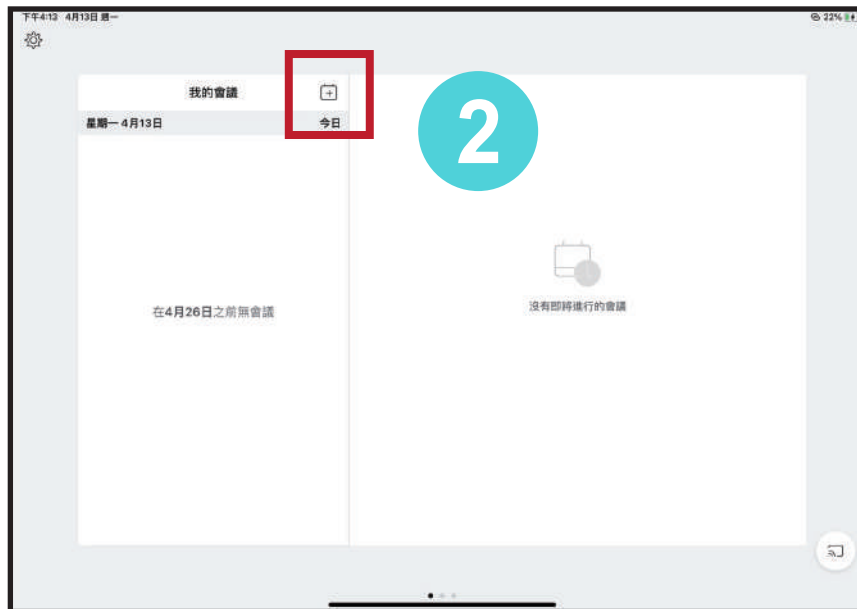 下午4:13 4月13日 週一
22%
我的會議
星期一 4月13日 今日
2
在4月26日之前無會議
沒有即將進行的會議